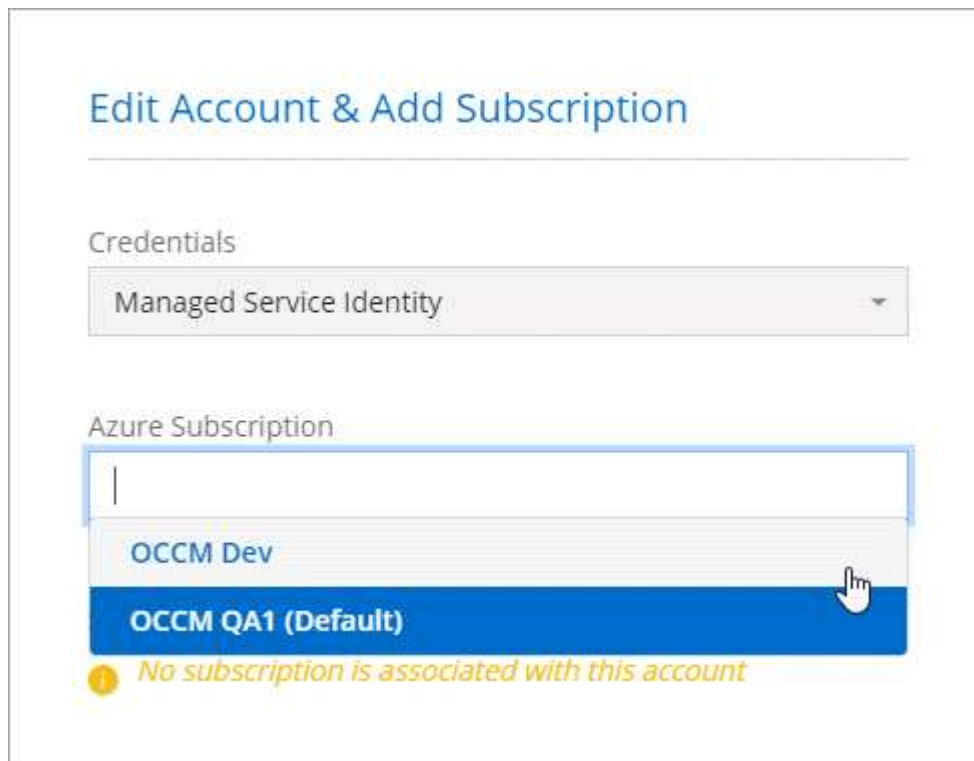 Edit Account & Add Subscription
Credentials
Managed Service Identity
Azure Subscription
OCCM Dev
OCCM QA1 (Default)
No subscription is associated with this account